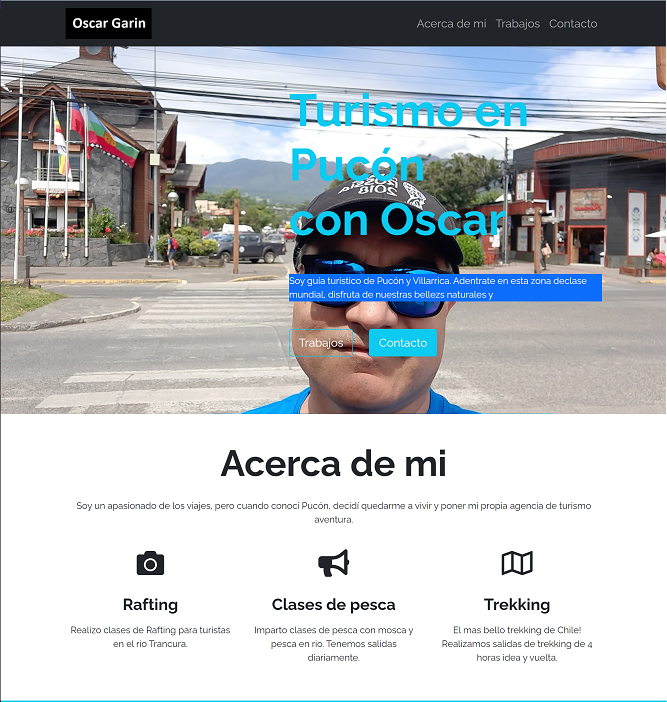 Oscar Garin
Acerca de mi Trabajos Contacto
Turismo en
Pucón
con Oscar
Soy guía turístico de Pucón y Villarrica. Adentrate en esta zona declase
mundial, disfruta de nuestras bellezs naturales y
Trabajos Contacto
Acerca de mi
Soy un apasionado de los viajes, pero cuando conocí Pucón, decidí quedarme a vivir y poner mi propia agencia de turismo
aventura.
Rafting
Realizo clases de Rafting para turistas
en el rio Trancura.
Clases de pesca
Imparto clases de pesca con mosca y
pesca en rio. Tenemos salidas
diariamente.
Trekking
El mas bello trekking de Chile!
Realizamos salidas de trekking de 4
horas idea y vuelta.